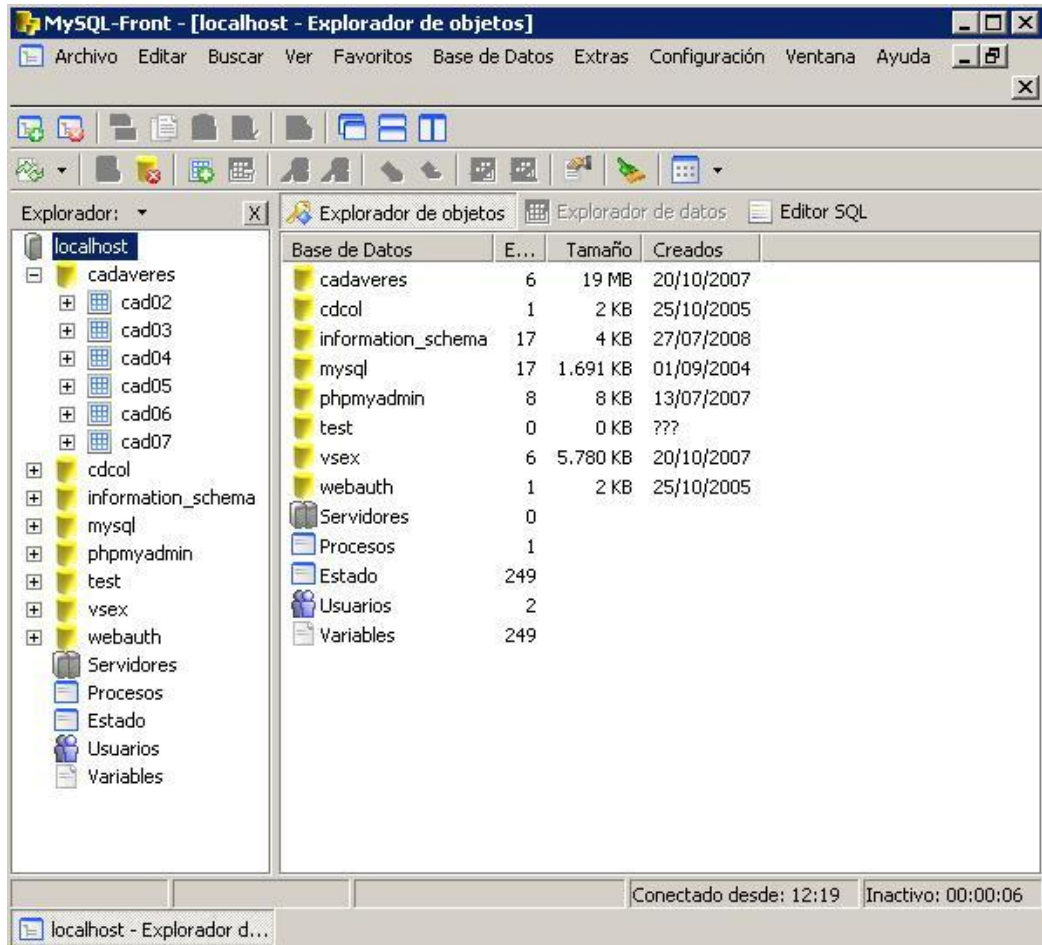 MySQL-Front - [localhost - Explorador de objetos]
Archivo Editar Buscar Ver Favoritos Base de Datos Extras Configuración Ventana Ayuda
Explorador: X
localhost
cadaveres
cad02
cad03
cad04
cad05
cad06
cad07
cdcol
information_schema
mysql
phpmyadmin
test
vsex
webauth
Servidores
Procesos
Estado
Usuarios
Variables
Explorador de objetos Explorador de datos Editor SQL
Base de Datos E... Tamaño Creados
cadaveres 6 19 MB 20/10/2007
cdcol 1 2 KB 25/10/2005
information_schema 17 4 KB 27/07/2008
mysql 17 1.691 KB 01/09/2004
phpmyadmin 8 8 KB 13/07/2007
test 0 0 KB ???
vsex 6 5.780 KB 20/10/2007
webauth 1 2 KB 25/10/2005
Servidores 0
Procesos 1
Estado 249
Usuarios 2
Variables 249
Conectado desde: 12:19 Inactivo: 00:00:06
localhost - Explorador d...